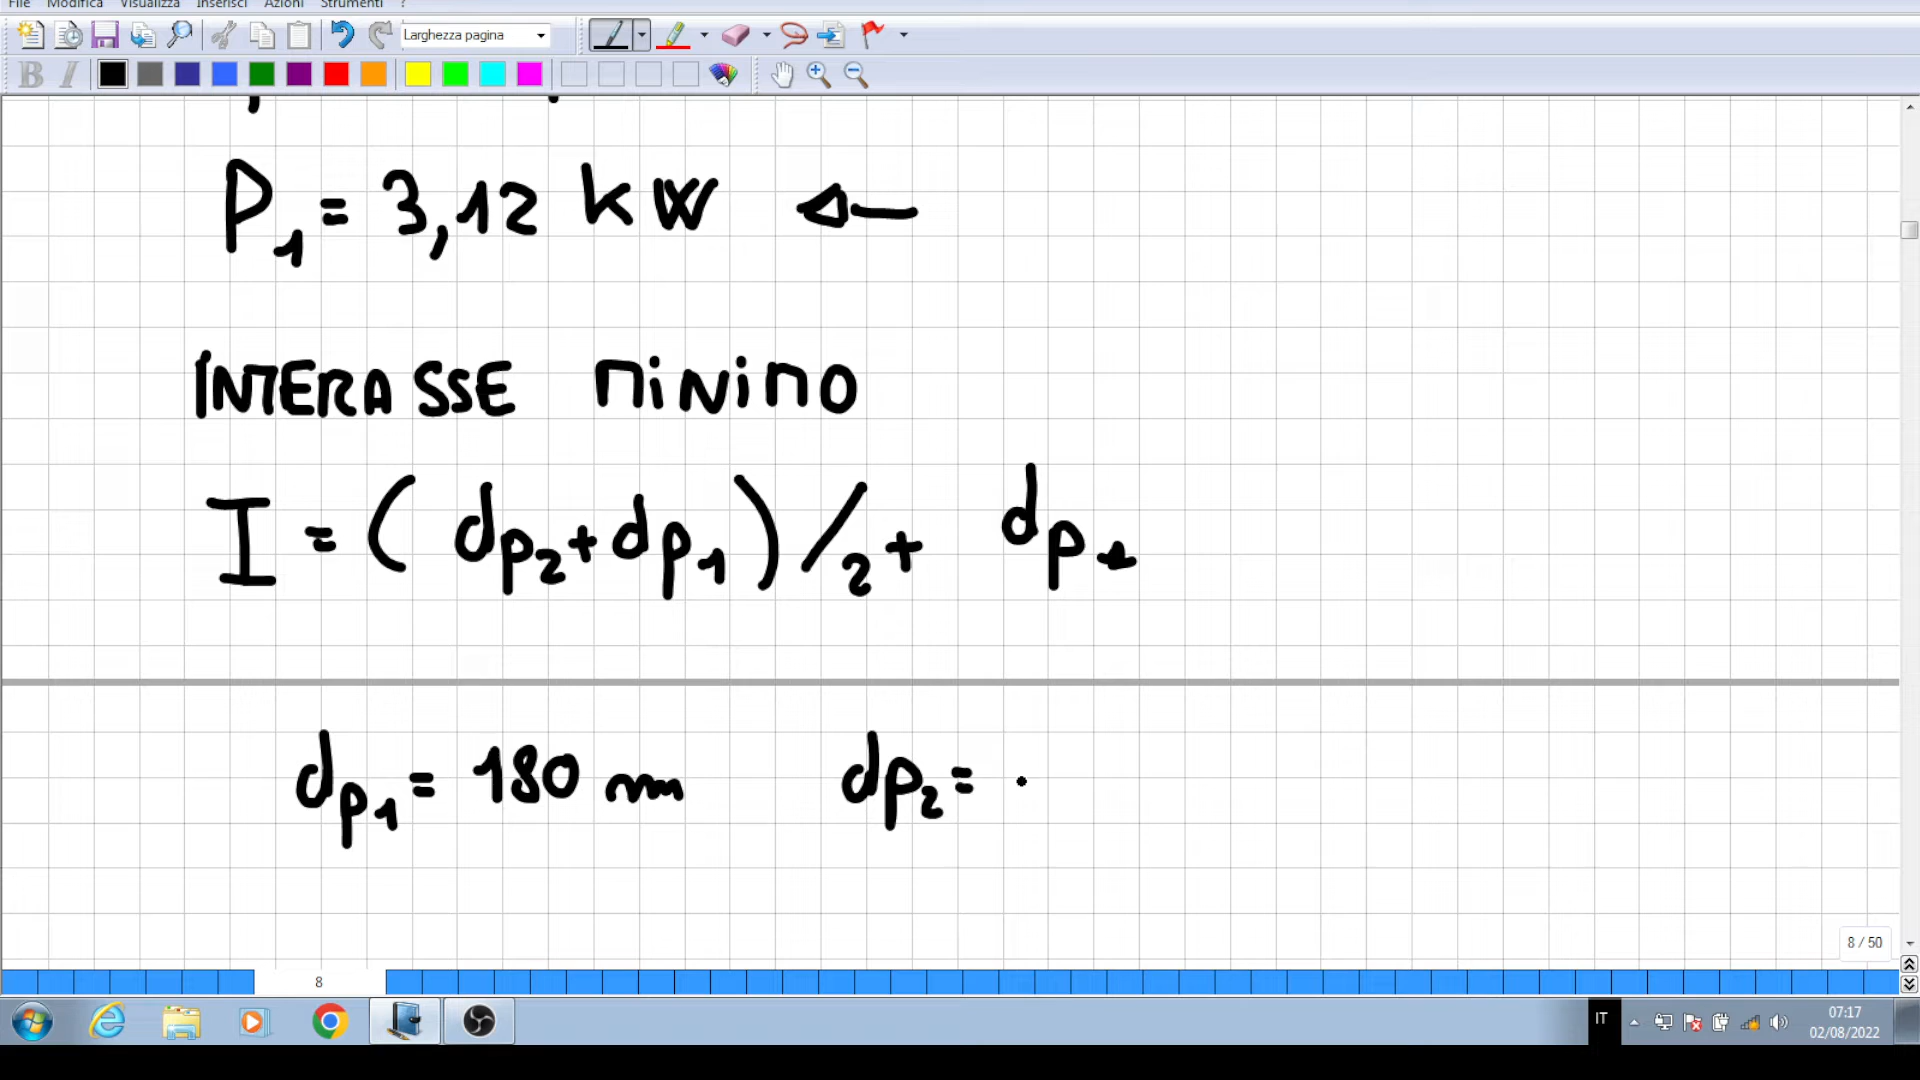 File Modifica Visualizza Inserisci Azioni Strumenti ?
Larghezza pagina
B I
P1 = 3,12 kW
INTERASSE MINIMO
I = ( dp2 + dp1 ) /2 + dp1
dp1 = 180 mm dp2 =
8 / 50
8
IT
07:17
02/08/2022